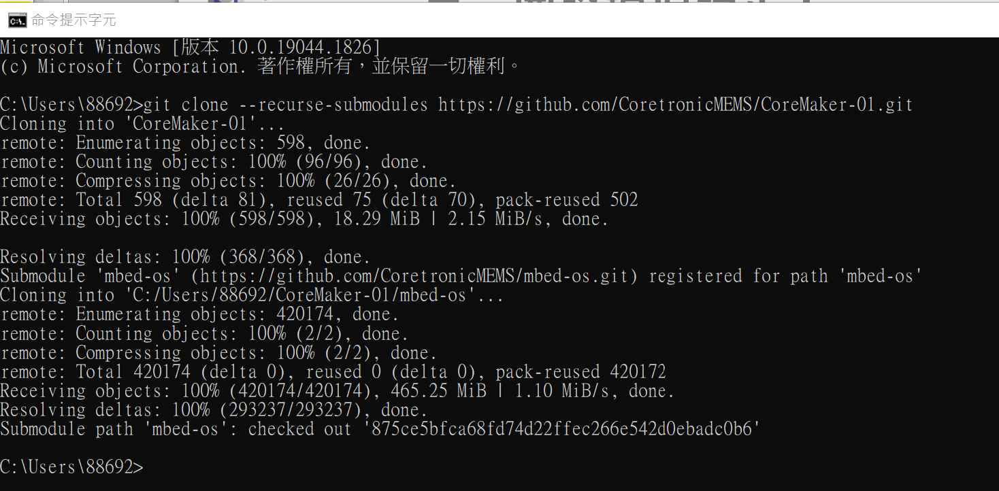 命令提示字元
Microsoft Windows [版本 10.0.19044.1826]
(c) Microsoft Corporation. 著作權所有，並保留一切權利。
C:\Users\88692>git clone --recurse-submodules https://github.com/CoretronicMEMS/CoreMaker-01.git
Cloning into 'CoreMaker-01'...
remote: Enumerating objects: 598, done.
remote: Counting objects: 100% (96/96), done.
remote: Compressing objects: 100% (26/26), done.
remote: Total 598 (delta 81), reused 75 (delta 70), pack-reused 502
Receiving objects: 100% (598/598), 18.29 MiB | 2.15 MiB/s, done.
Resolving deltas: 100% (368/368), done.
Submodule 'mbed-os' (https://github.com/CoretronicMEMS/mbed-os.git) registered for path 'mbed-os'
Cloning into 'C:/Users/88692/CoreMaker-01/mbed-os'...
remote: Enumerating objects: 420174, done.
remote: Counting objects: 100% (2/2), done.
remote: Compressing objects: 100% (2/2), done.
remote: Total 420174 (delta 0), reused 0 (delta 0), pack-reused 420172
Receiving objects: 100% (420174/420174), 465.25 MiB | 1.10 MiB/s, done.
Resolving deltas: 100% (293237/293237), done.
Submodule path 'mbed-os': checked out '875ce5bfca68fd74d22ffec266e542d0ebadc0b6'
C:\Users\88692>